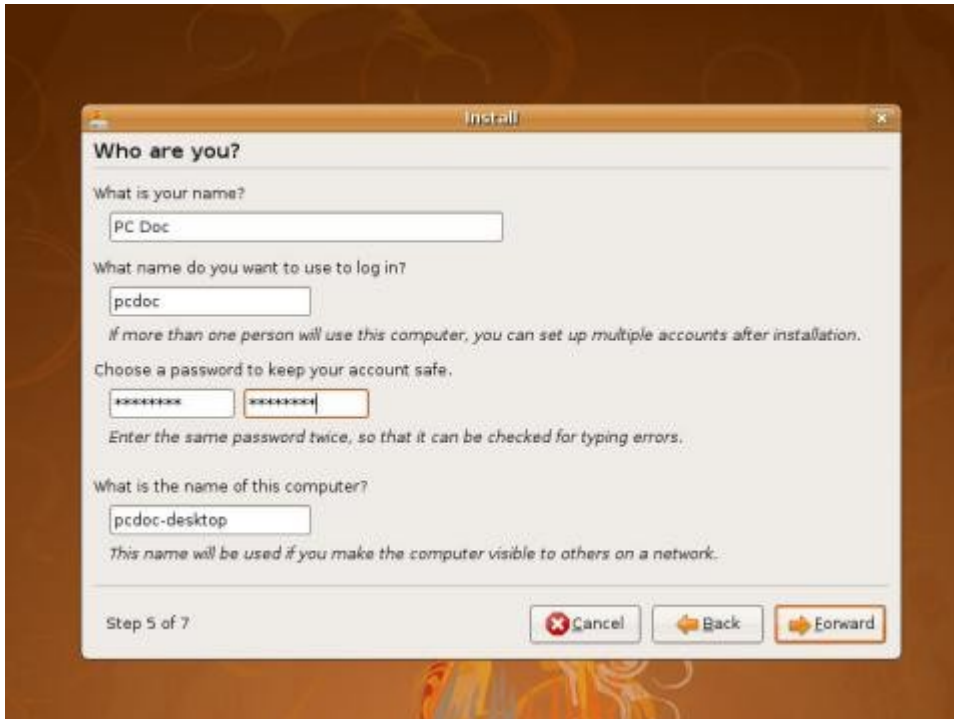 Install
Who are you?
What is your name?
PC Doc
What name do you want to use to log in?
pcdoc
If more than one person will use this computer, you can set up multiple accounts after installation.
Choose a password to keep your account safe.
******** ********
Enter the same password twice, so that it can be checked for typing errors.
What is the name of this computer?
pcdoc-desktop
This name will be used if you make the computer visible to others on a network.
Step 5 of 7 Cancel Back Forward